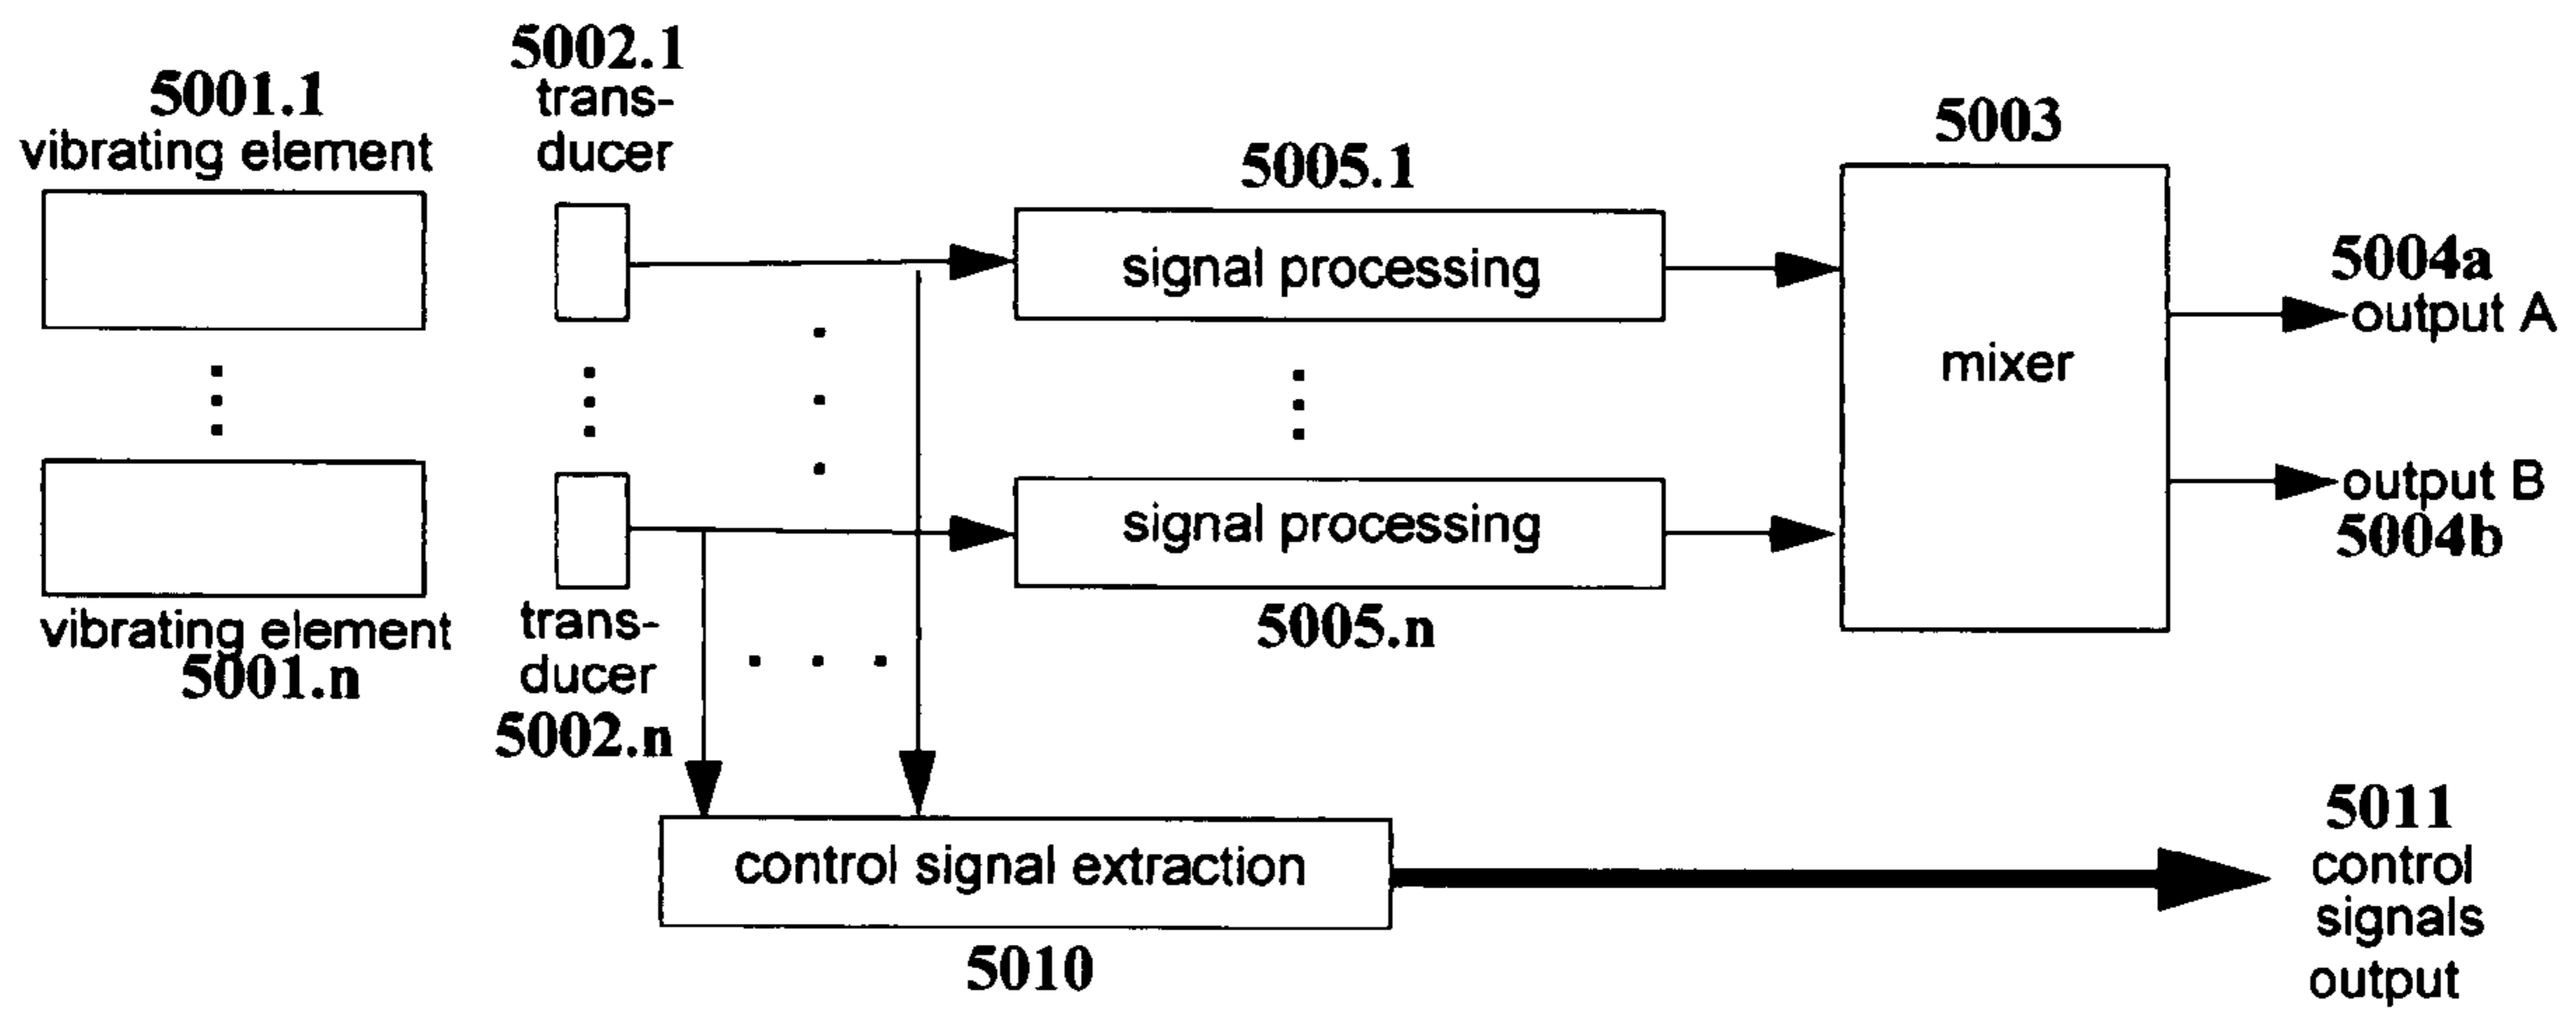 5001.1
vibrating element
5002.1
trans-
ducer
5005.1
signal processing
5003
mixer
5004a
output A
output B
5004b
signal processing
5005.n
vibrating element
5001.n
trans-
ducer
5002.n
control signal extraction
5010
5011
control
signals
output